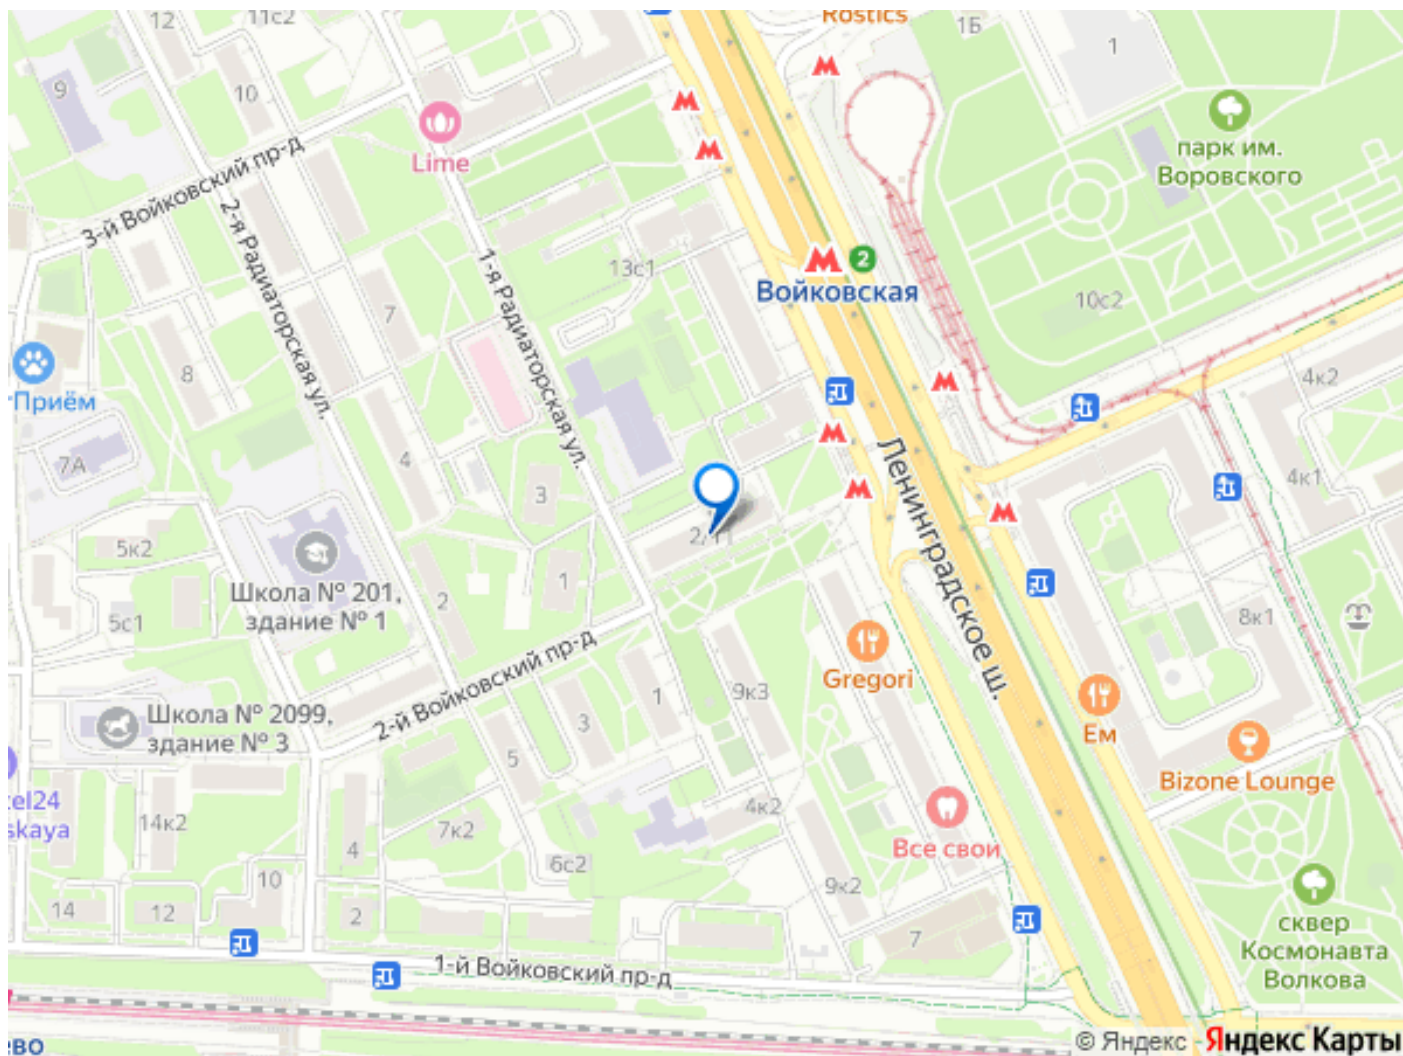 12
11с2
Rostics
1Б
1
9
10
Lime
парк им.
Воровского
3-й Войковский пр-д
2-я Радиаторская ул.
1-я Радиаторская ул.
13с1
2
Войковская
10с2
7
8
Приём
4к2
7А
4
3
Ленинградское ш.
4к1
5к2
2/11
Школа № 201,
здание № 1
1
2
5с1
8к1
2-й Войковский пр-д
Gregori
1
9к3
Школа № 2099,
здание № 3
3
5
Ем
Bizone Lounge
tel24
skaya
14к2
7к2
4к2
4
6с2
Все свои
10
9к2
14
12
2
7
сквер
Космонавта
Волкова
1-й Войковский пр-д
ево
© Яндекс
Яндекс Карты